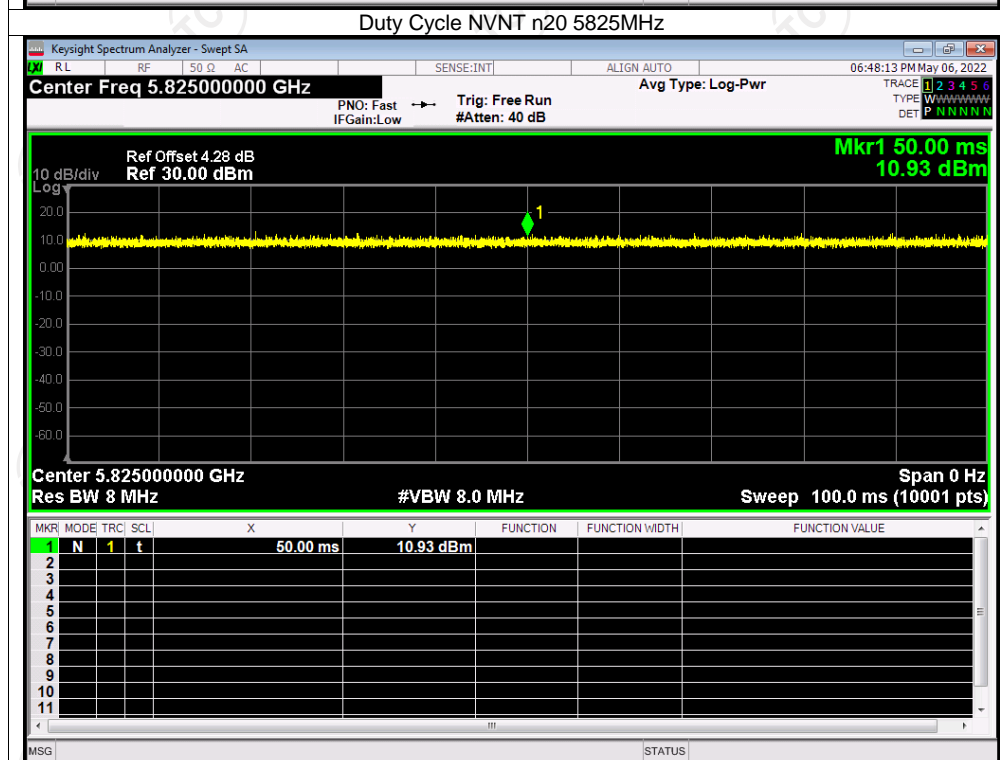 Duty Cycle NVNT n20 5825MHz
Keysight Spectrum Analyzer - Swept SA
LXI RL RF 50 Ω AC SENSE:INT ALIGN AUTO 06:48:13 PM May 06, 2022
Center Freq 5.825000000 GHz Avg Type: Log-Pwr TRACE 1 2 3 4 5 6
PNO: Fast Trig: Free Run TYPE WWWWWW
IFGain:Low #Atten: 40 dB DET P N N N N N
Mkr1 50.00 ms
Ref Offset 4.28 dB
10 dB/div Ref 30.00 dBm 10.93 dBm
Log
20.0
1
10.0
0.00
-10.0
-20.0
-30.0
-40.0
-50.0
-60.0
Center 5.825000000 GHz Span 0 Hz
Res BW 8 MHz #VBW 8.0 MHz Sweep 100.0 ms (10001 pts)
MKR MODE TRC SCL X Y FUNCTION FUNCTION WIDTH FUNCTION VALUE
1 N 1 t 50.00 ms 10.93 dBm
2
3
4
5
6
7
8
9
10
11
MSG STATUS